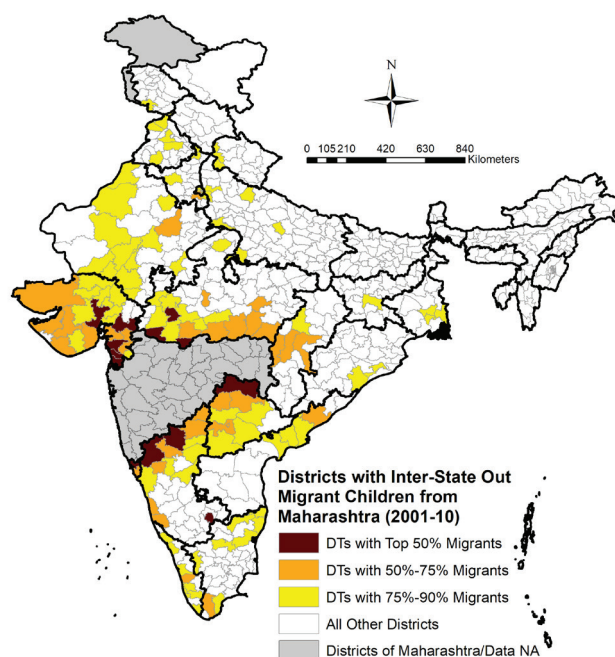 N
0 105 210 420 630 840
Kilometers
Districts with Inter-State Out
Migrant Children from
Maharashtra (2001-10)
DTs with Top 50% Migrants
DTs with 50%-75% Migrants
DTs with 75%-90% Migrants
All Other Districts
Districts of Maharashtra/Data NA